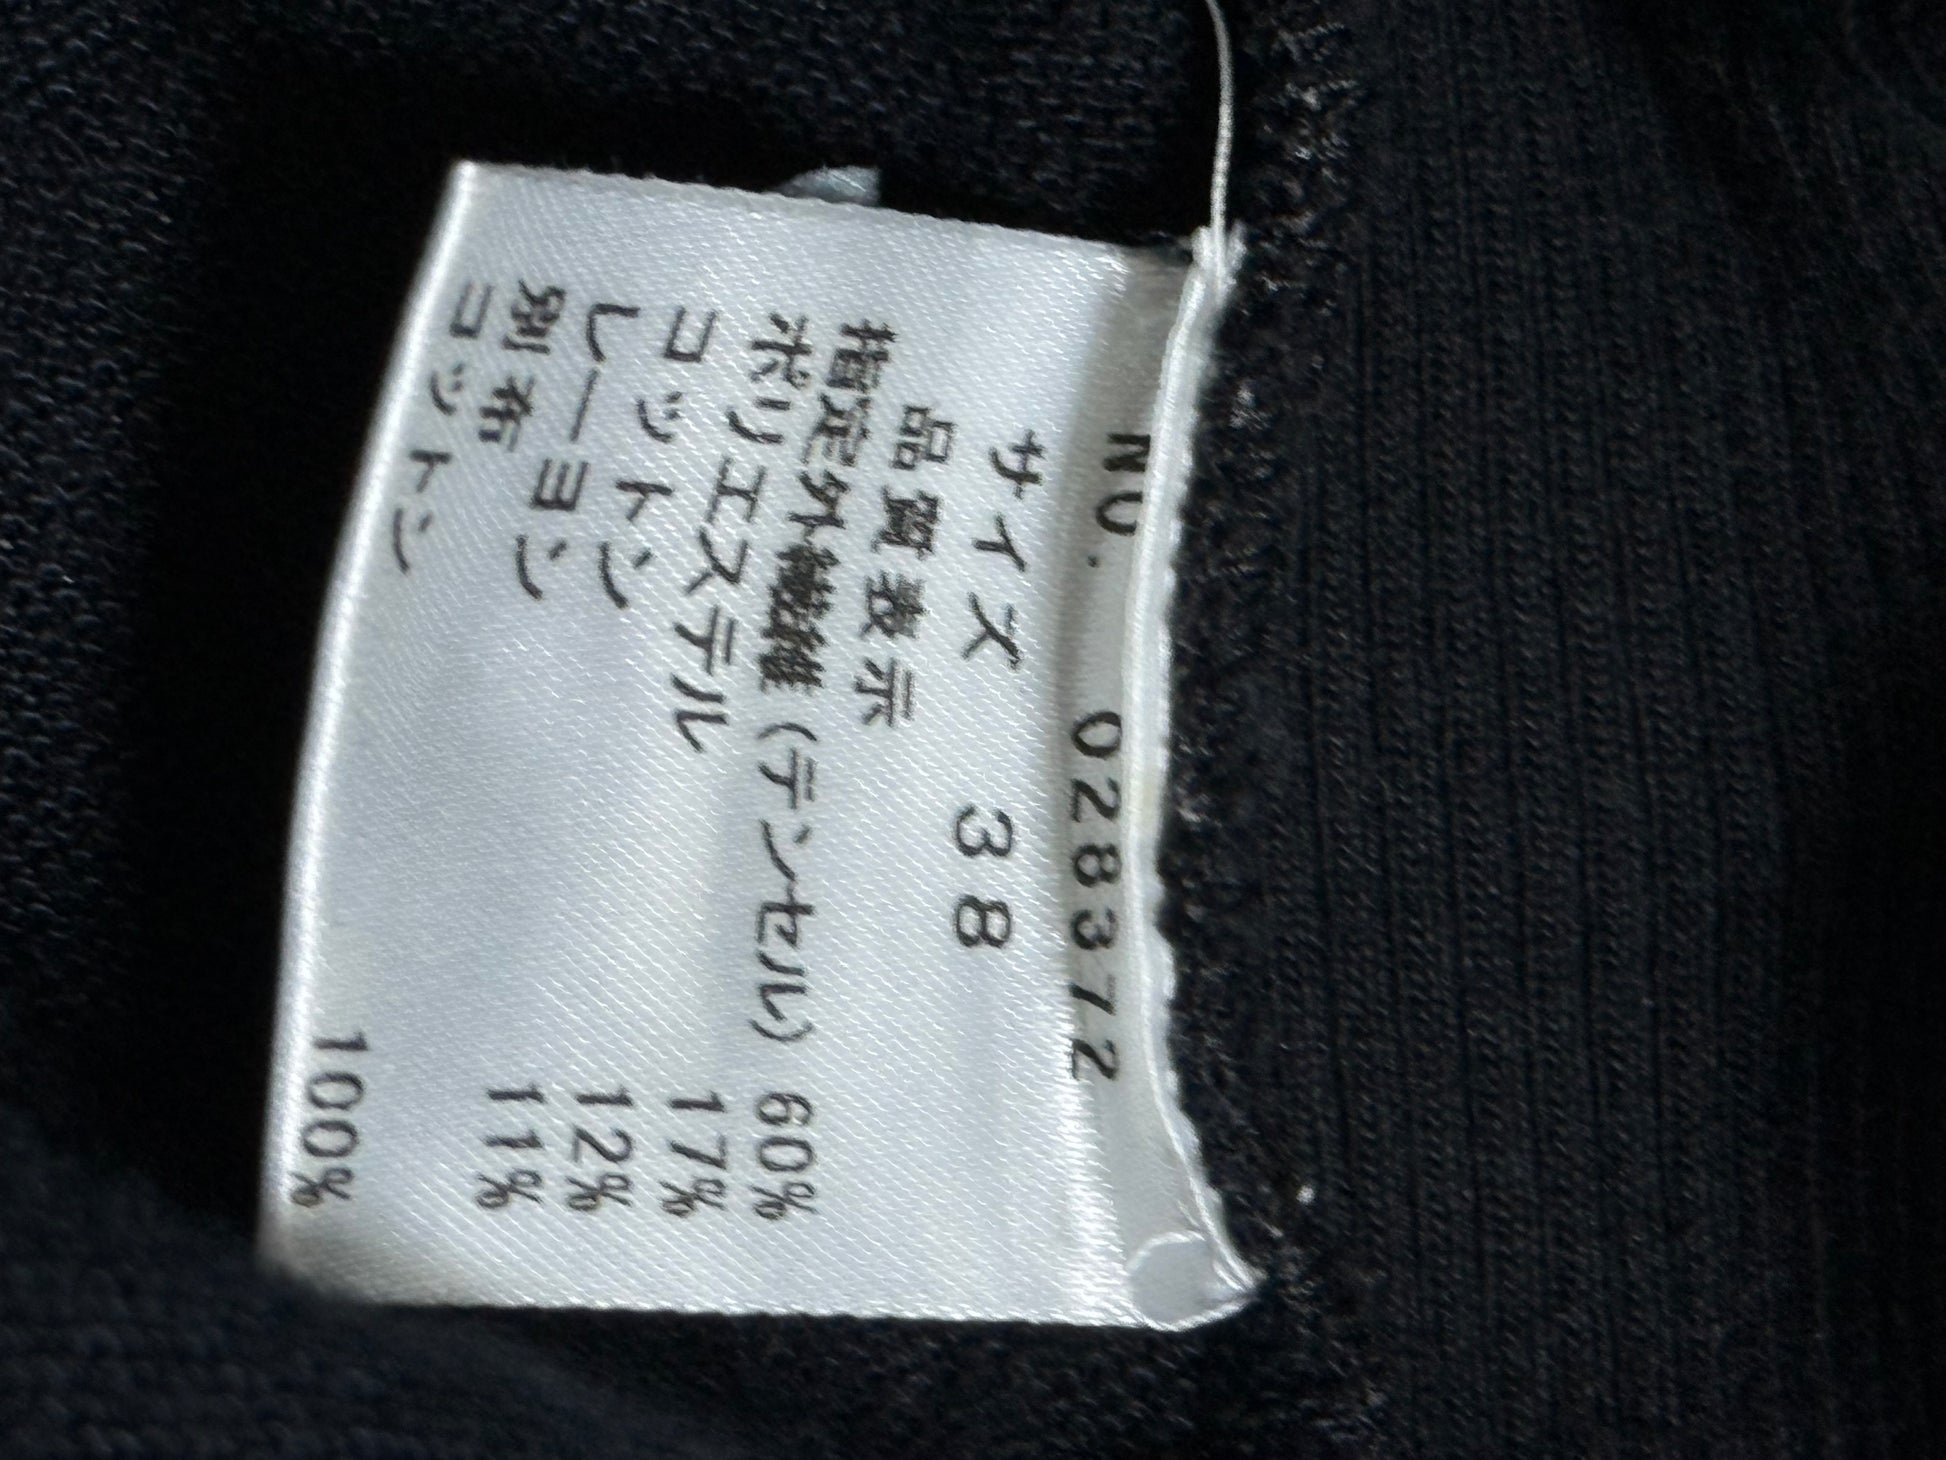 NO. 028372
サイズ 38
品質表示
指定外繊維(テンセル) 60%
ポリエステル 17%
コットン 12%
レーヨン 11%
別布
コットン 100%